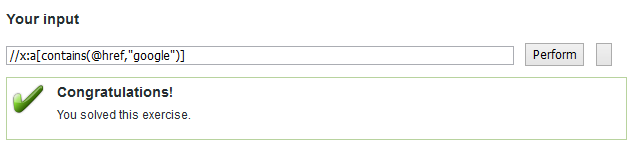 Your input
//x:a[contains(@href,"google")]
Perform
Congratulations!
You solved this exercise.